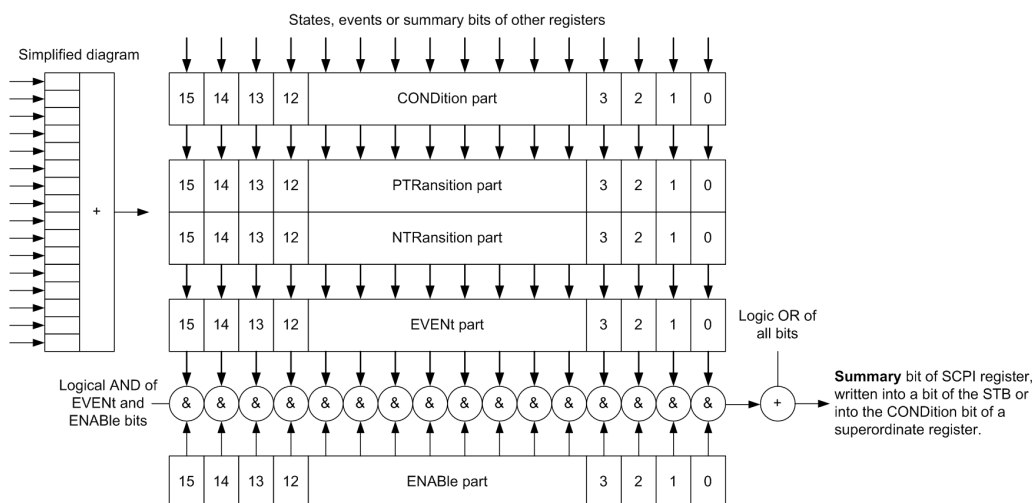 States, events or summary bits of other registers
Simplified diagram
15 14 13 12 CONDition part 3 2 1 0
15 14 13 12 PTRansition part 3 2 1 0
+
15 14 13 12 NTRansition part 3 2 1 0
15 14 13 12 EVENt part 3 2 1 0
Logic OR of
all bits
Logical AND of
EVENt and
ENABle bits
& & & & & & & & & & & & & & & &
+
Summary bit of SCPI register,
written into a bit of the STB or
into the CONDition bit of a
superordinate register.
15 14 13 12 ENABle part 3 2 1 0